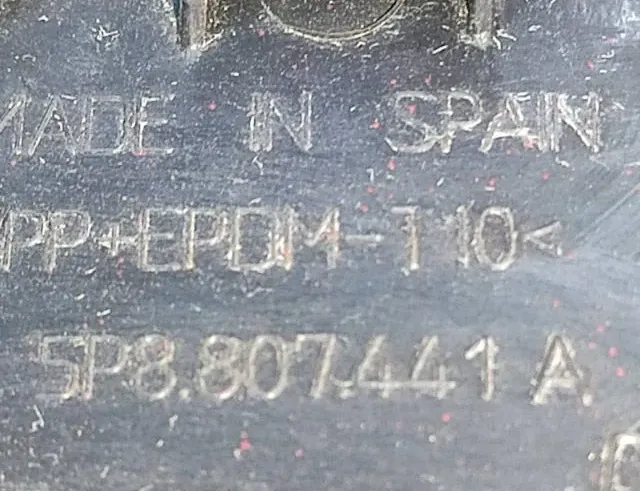 MADE IN SPAIN
PP+EPDM-T10<
5P8.807.441 A